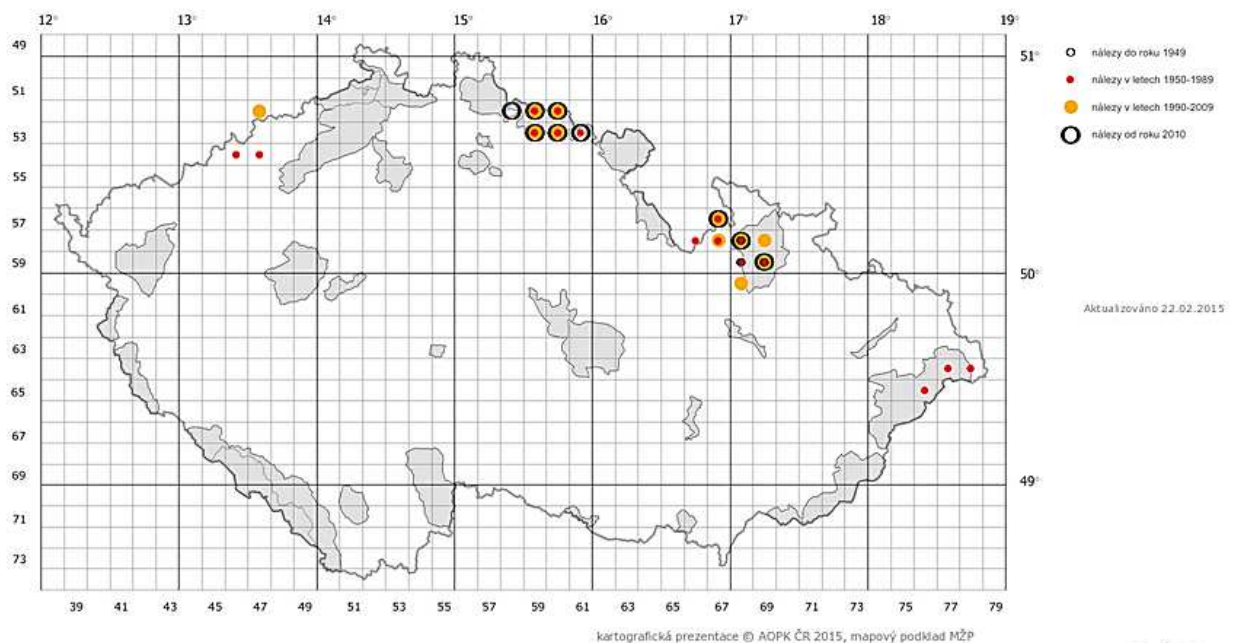 12° 13° 14° 15° 16° 17° 18° 19°
49
51°
nálezy do roku 1949
51
nálezy v letech 1950-1989
nálezy v letech 1990-2009
53
nálezy od roku 2010
55
57
59
50°
61
Aktualizováno 22.02.2015
63
65
67
69
49°
71
73
39 41 43 45 47 49 51 53 55 57 59 61 63 65 67 69 71 73 75 77 79
kartografická prezentace © AOPK ČR 2015, mapový podklad MŽP